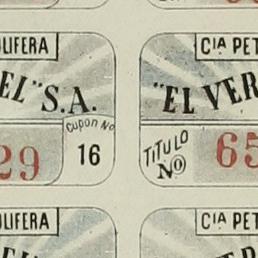 OLIFERA
EL" S.A.
29
Cupon No
16
CIA PET
"EL VER
TITULO
No
65
OLIFERA
CIA PET